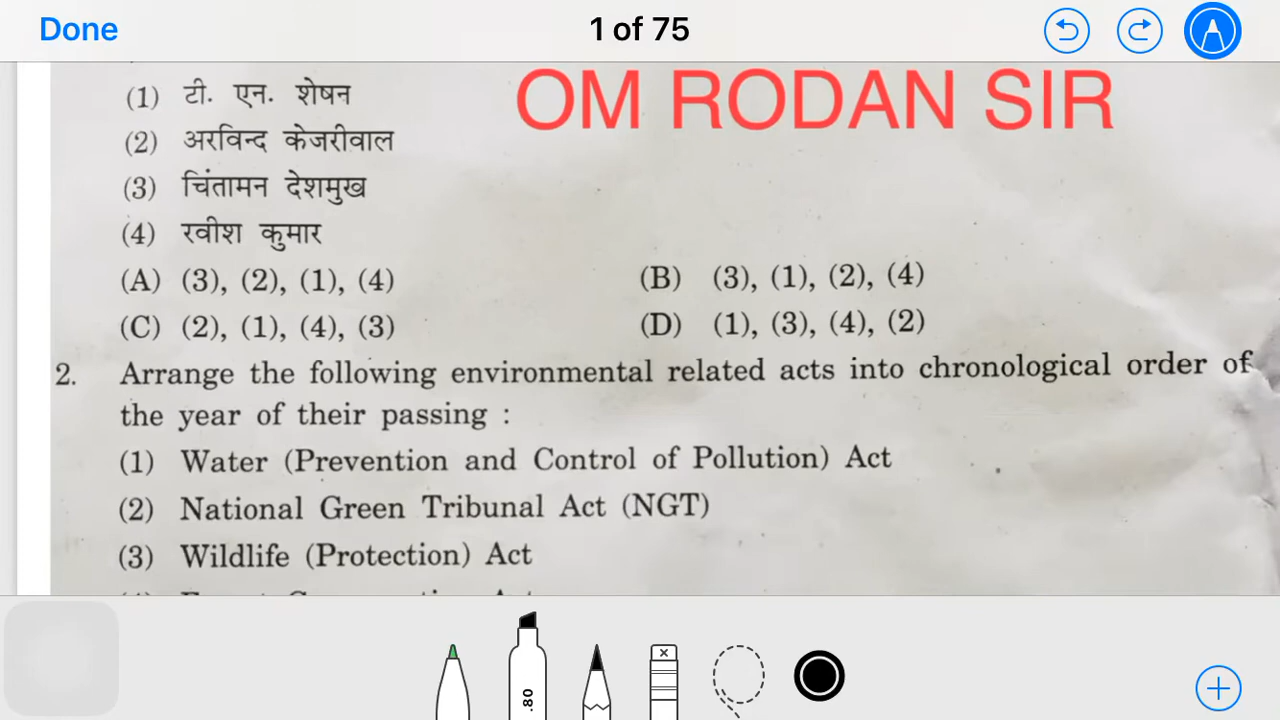 Done
1 of 75
(1) टी. एन. शेषन
OM RODAN SIR
(2) अरविन्द केजरीवाल
(3) चिंतामन देशमुख
(4) रवीश कुमार
(A) (3), (2), (1), (4)
(B) (3), (1), (2), (4)
(C) (2), (1), (4), (3)
(D) (1), (3), (4), (2)
2. Arrange the following environmental related acts into chronological order of
the year of their passing :
(1) Water (Prevention and Control of Pollution) Act
(2) National Green Tribunal Act (NGT)
(3) Wildlife (Protection) Act
.80